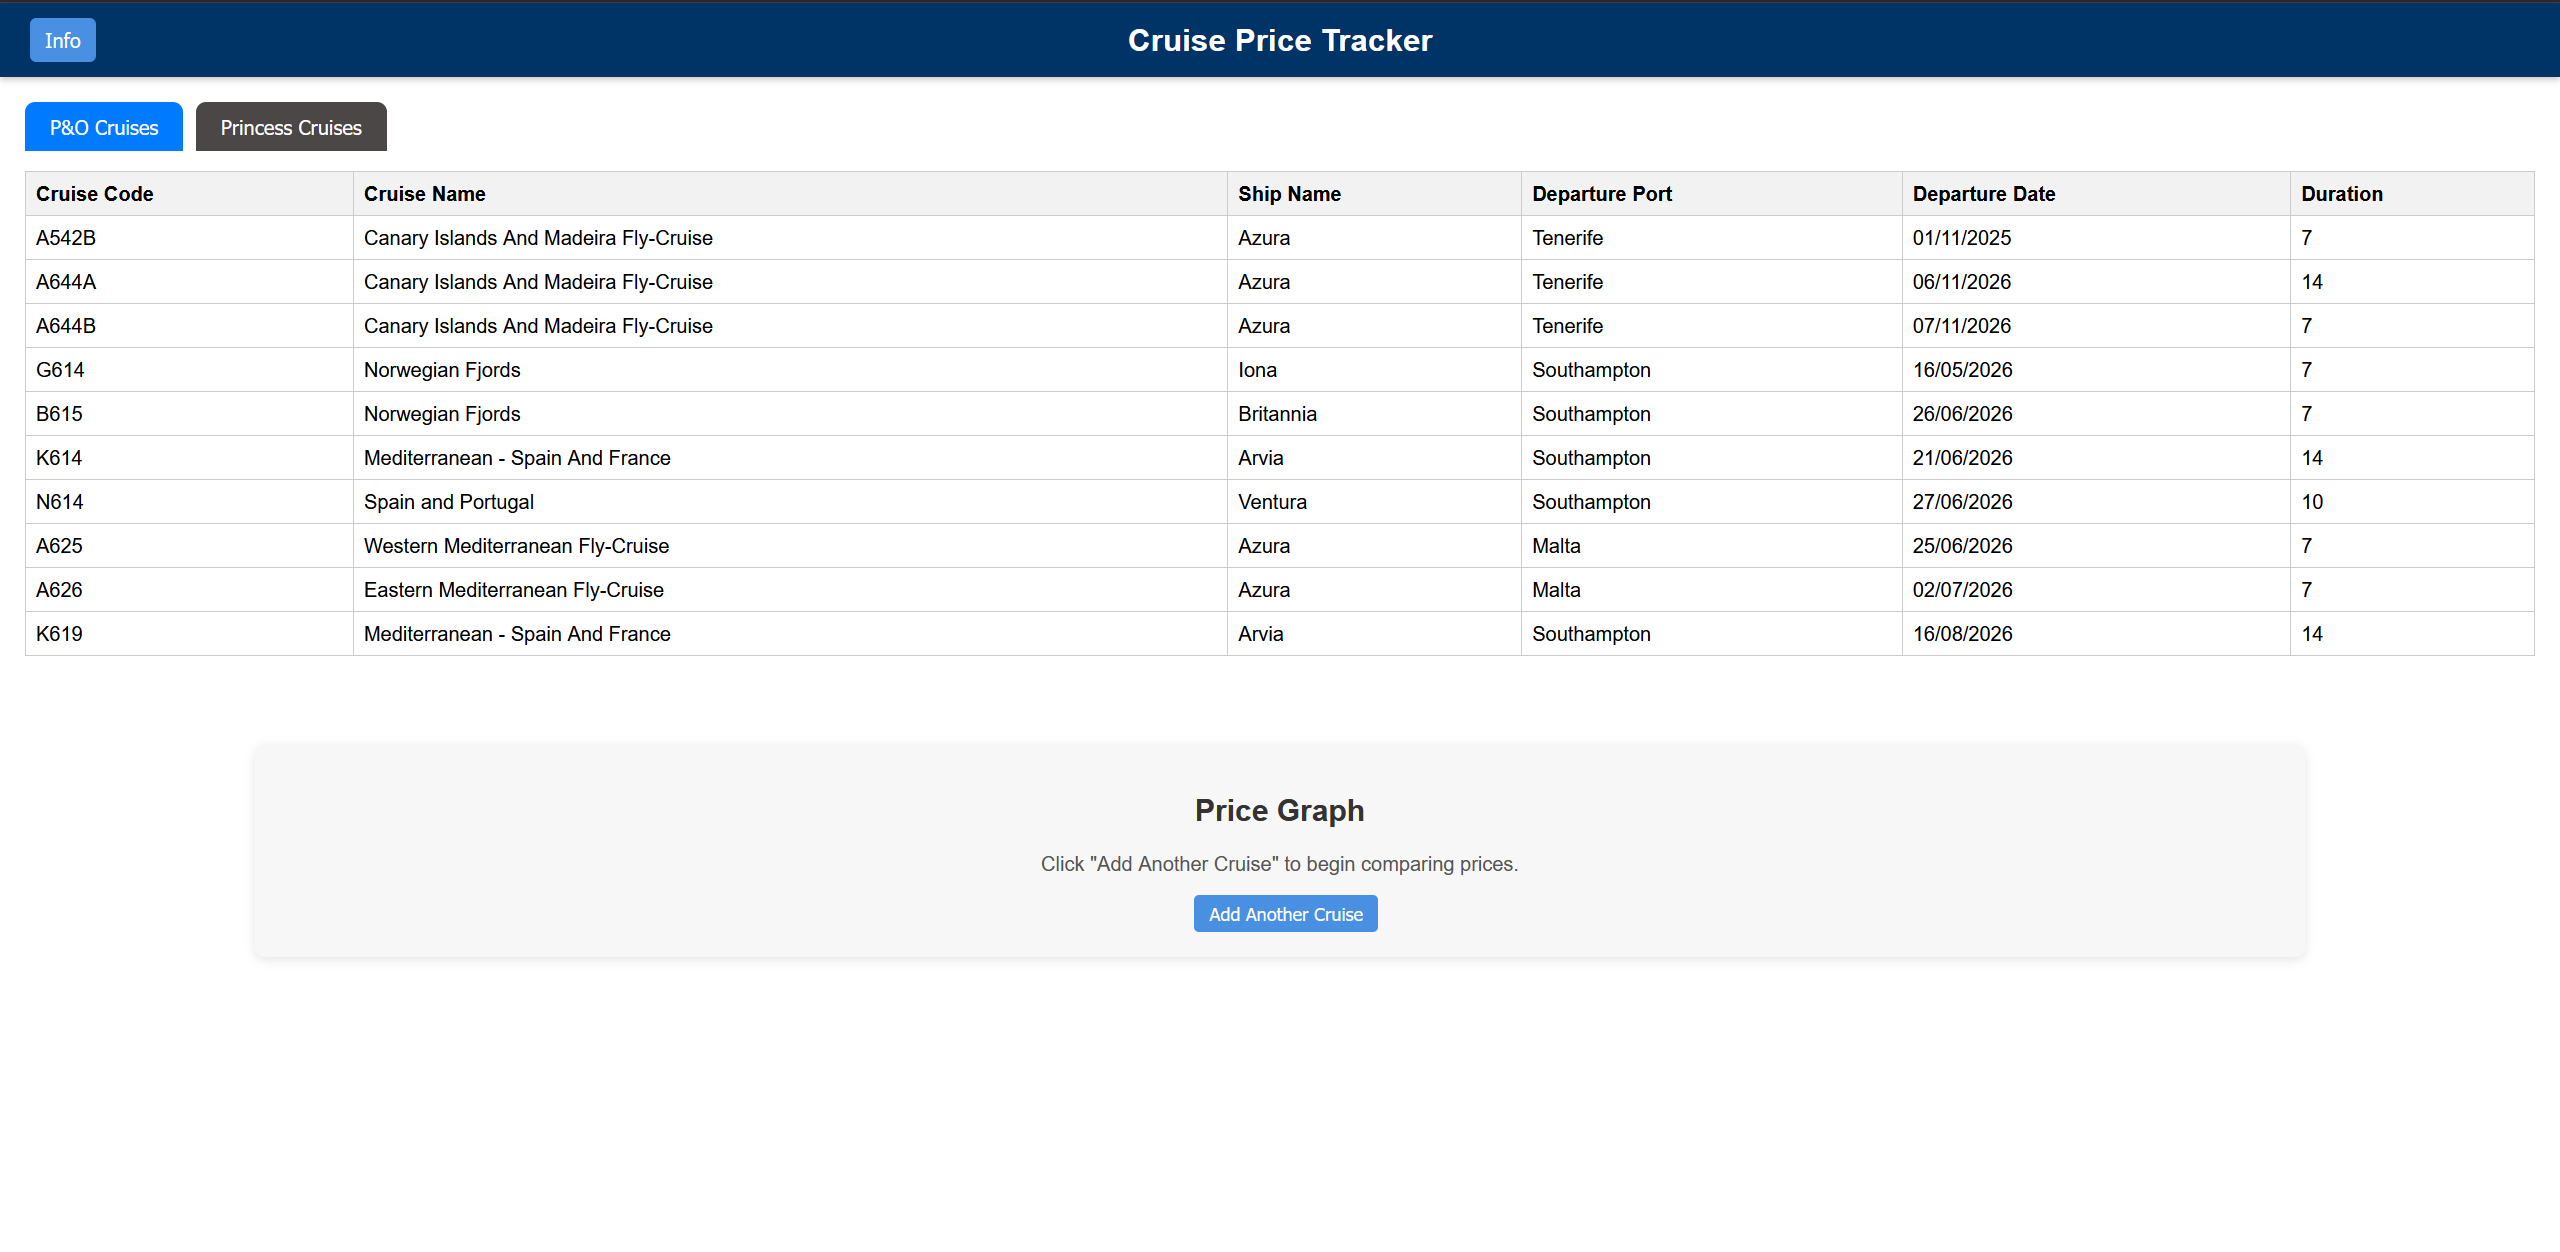 Info
Cruise Price Tracker
P&O Cruises Princess Cruises
Cruise Code Cruise Name Ship Name Departure Port Departure Date Duration
A542B Canary Islands And Madeira Fly-Cruise Azura Tenerife 01/11/2025 7
A644A Canary Islands And Madeira Fly-Cruise Azura Tenerife 06/11/2026 14
A644B Canary Islands And Madeira Fly-Cruise Azura Tenerife 07/11/2026 7
G614 Norwegian Fjords Iona Southampton 16/05/2026 7
B615 Norwegian Fjords Britannia Southampton 26/06/2026 7
K614 Mediterranean - Spain And France Arvia Southampton 21/06/2026 14
N614 Spain and Portugal Ventura Southampton 27/06/2026 10
A625 Western Mediterranean Fly-Cruise Azura Malta 25/06/2026 7
A626 Eastern Mediterranean Fly-Cruise Azura Malta 02/07/2026 7
K619 Mediterranean - Spain And France Arvia Southampton 16/08/2026 14
Price Graph
Click "Add Another Cruise" to begin comparing prices.
Add Another Cruise